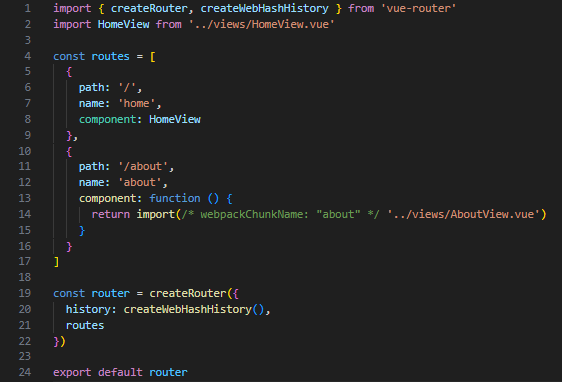 1 import { createRouter, createWebHashHistory } from 'vue-router'
2 import HomeView from '../views/HomeView.vue'
3
4 const routes = [
5   {
6     path: '/',
7     name: 'home',
8     component: HomeView
9   },
10   {
11     path: '/about',
12     name: 'about',
13     component: function () {
14       return import(/* webpackChunkName: "about" */ '../views/AboutView.vue')
15     }
16   }
17 ]
18
19 const router = createRouter({
20   history: createWebHashHistory(),
21   routes
22 })
23
24 export default router